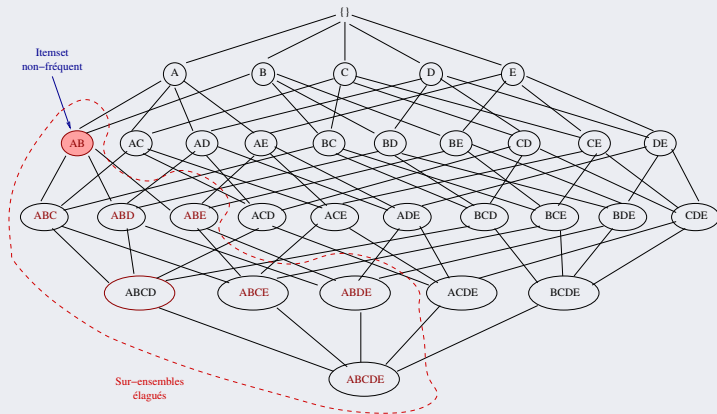 {}
Itemset
non-fréquent
A B C D E
AB AC AD AE BC BD BE CD CE DE
ABC ABD ABE ACD ACE ADE BCD BCE BDE CDE
ABCD ABCE ABDE ACDE BCDE
Sur-ensembles
élagués
ABCDE